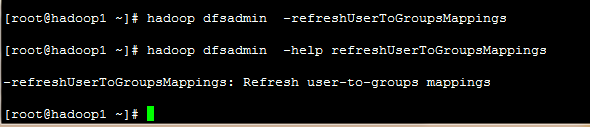 [root@hadoop1 ~]# hadoop dfsadmin  -refreshUserToGroupsMappings
[root@hadoop1 ~]# hadoop dfsadmin  -help refreshUserToGroupsMappings
-refreshUserToGroupsMappings: Refresh user-to-groups mappings
[root@hadoop1 ~]#